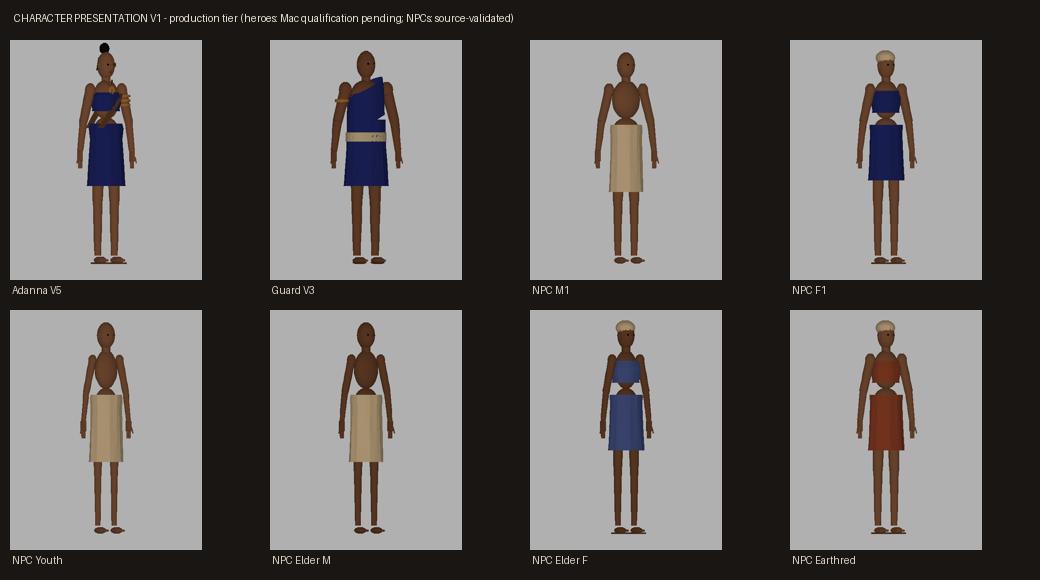 CHARACTER PRESENTATION V1 - production tier (heroes: Mac qualification pending; NPCs: source-validated)
Adanna V5
Guard V3
NPC M1
NPC F1
NPC Youth
NPC Elder M
NPC Elder F
NPC Earthred